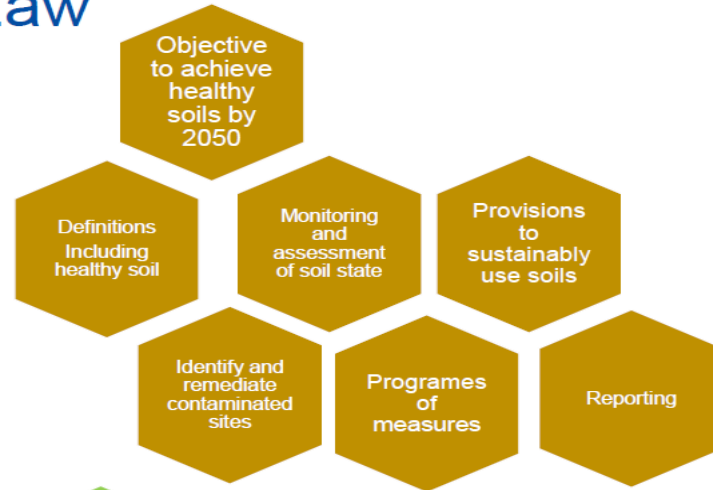 Law
Objective
to achieve
healthy
soils by
2050
Definitions
Including
healthy soil
Monitoring
and
assessment
of soil state
Provisions
to
sustainably
use soils
Identify and
remediate
contaminated
sites
Programes
of
measures
Reporting